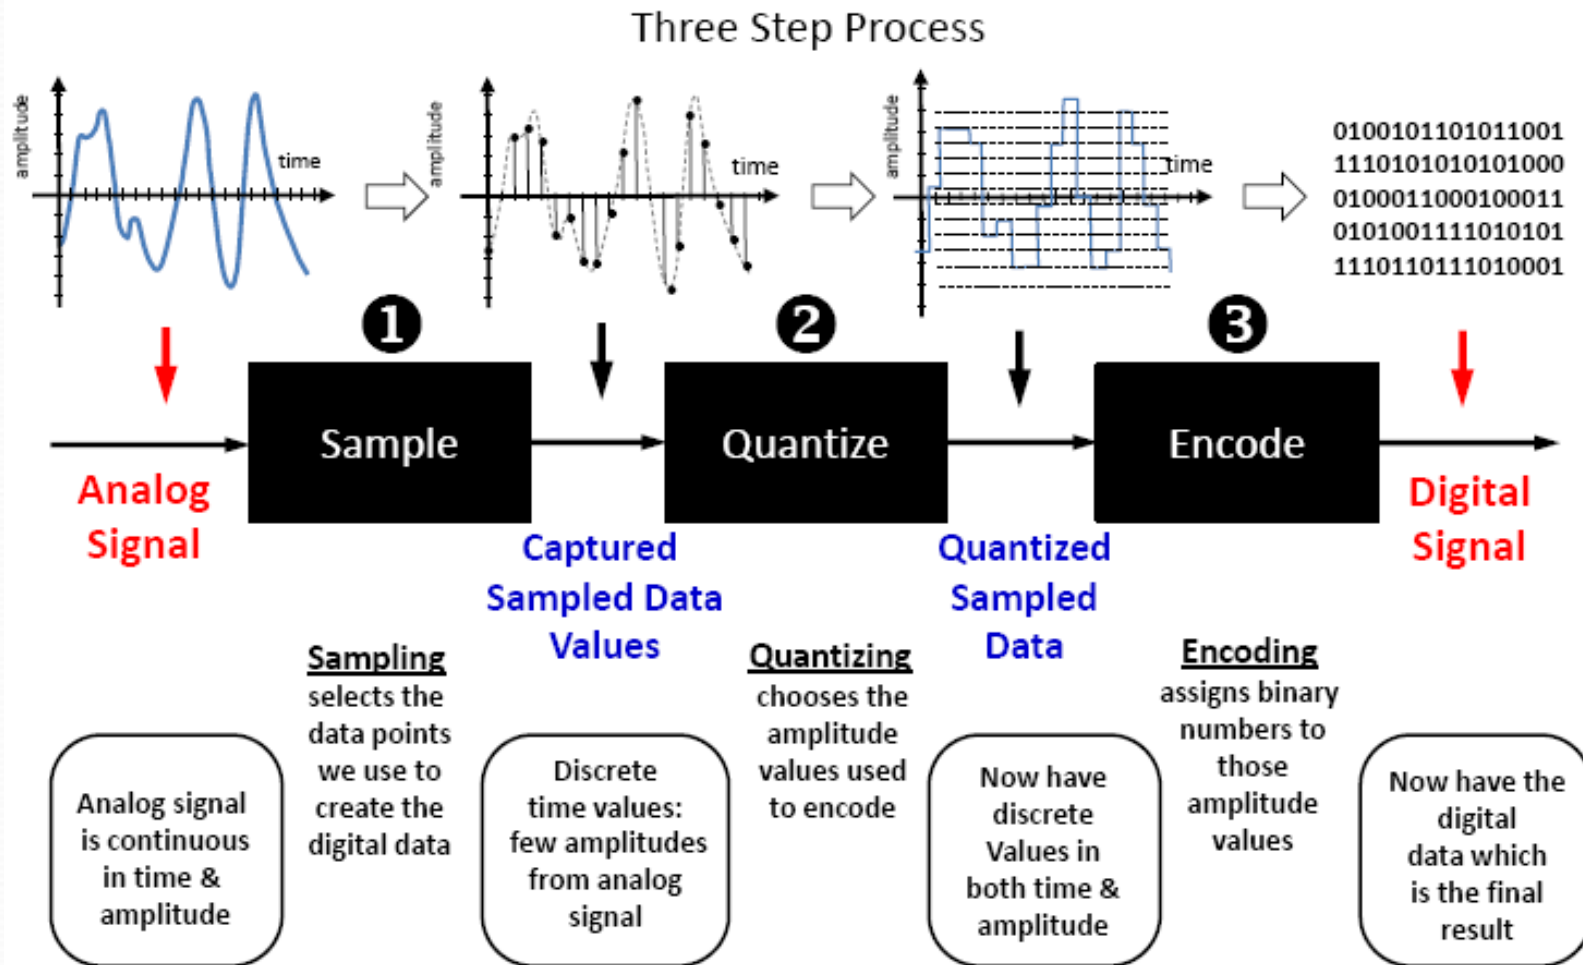 Three Step Process
amplitude
time
amplitude
time
amplitude
time
0100101101011001
1110101010101000
0100011000100011
0101001111010101
1110110111010001
1
2
3
Sample
Quantize
Encode
Analog
Signal
Captured
Sampled Data
Values
Quantized
Sampled
Data
Digital
Signal
Sampling
selects the
data points
we use to
create the
digital data
Quantizing
chooses the
amplitude
values used
to encode
Encoding
assigns binary
numbers to
those
amplitude
values
Analog signal
is continuous
in time &
amplitude
Discrete
time values:
few amplitudes
from analog
signal
Now have
discrete
Values in
both time &
amplitude
Now have the
digital
data which
is the final
result